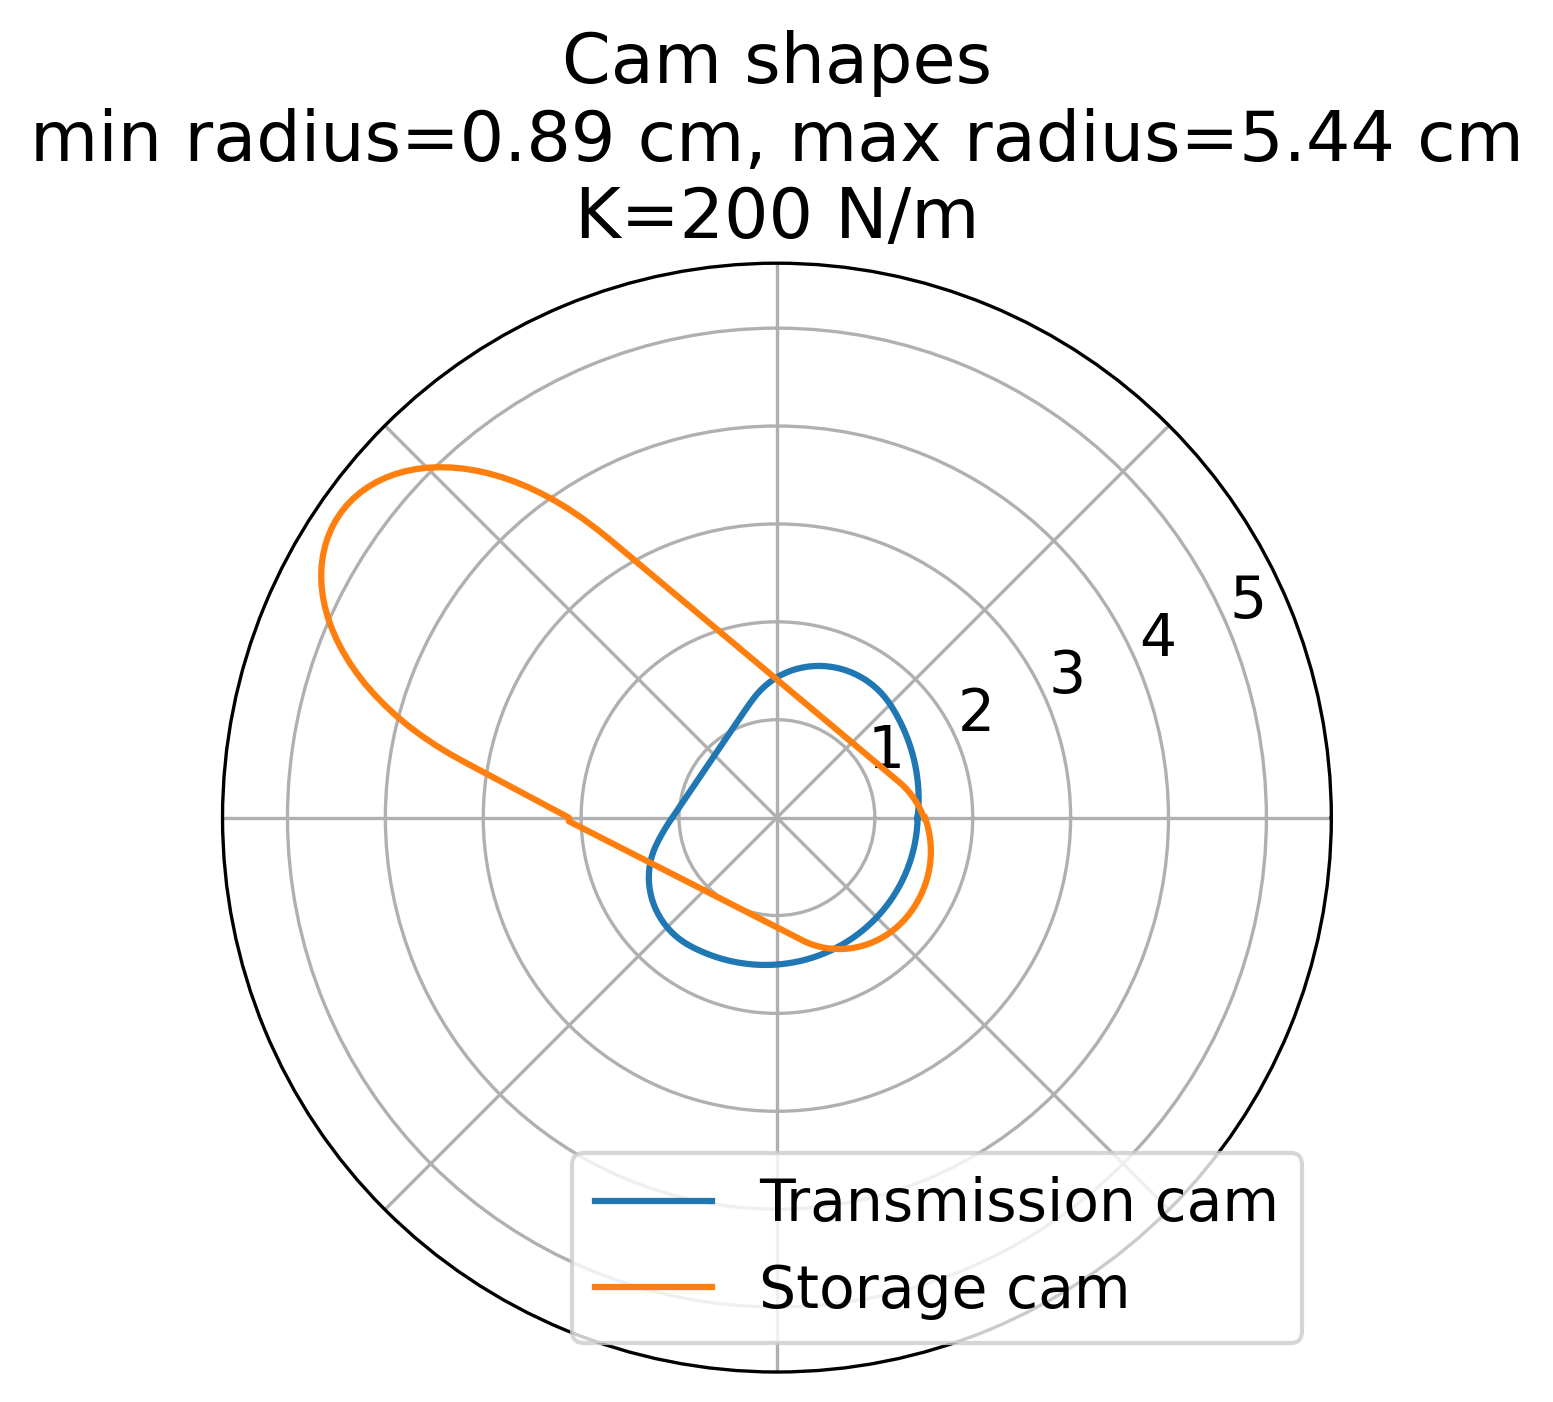 Cam shapes
min radius=0.89 cm, max radius=5.44 cm
K=200 N/m
5
4
3
2
1
Transmission cam
Storage cam